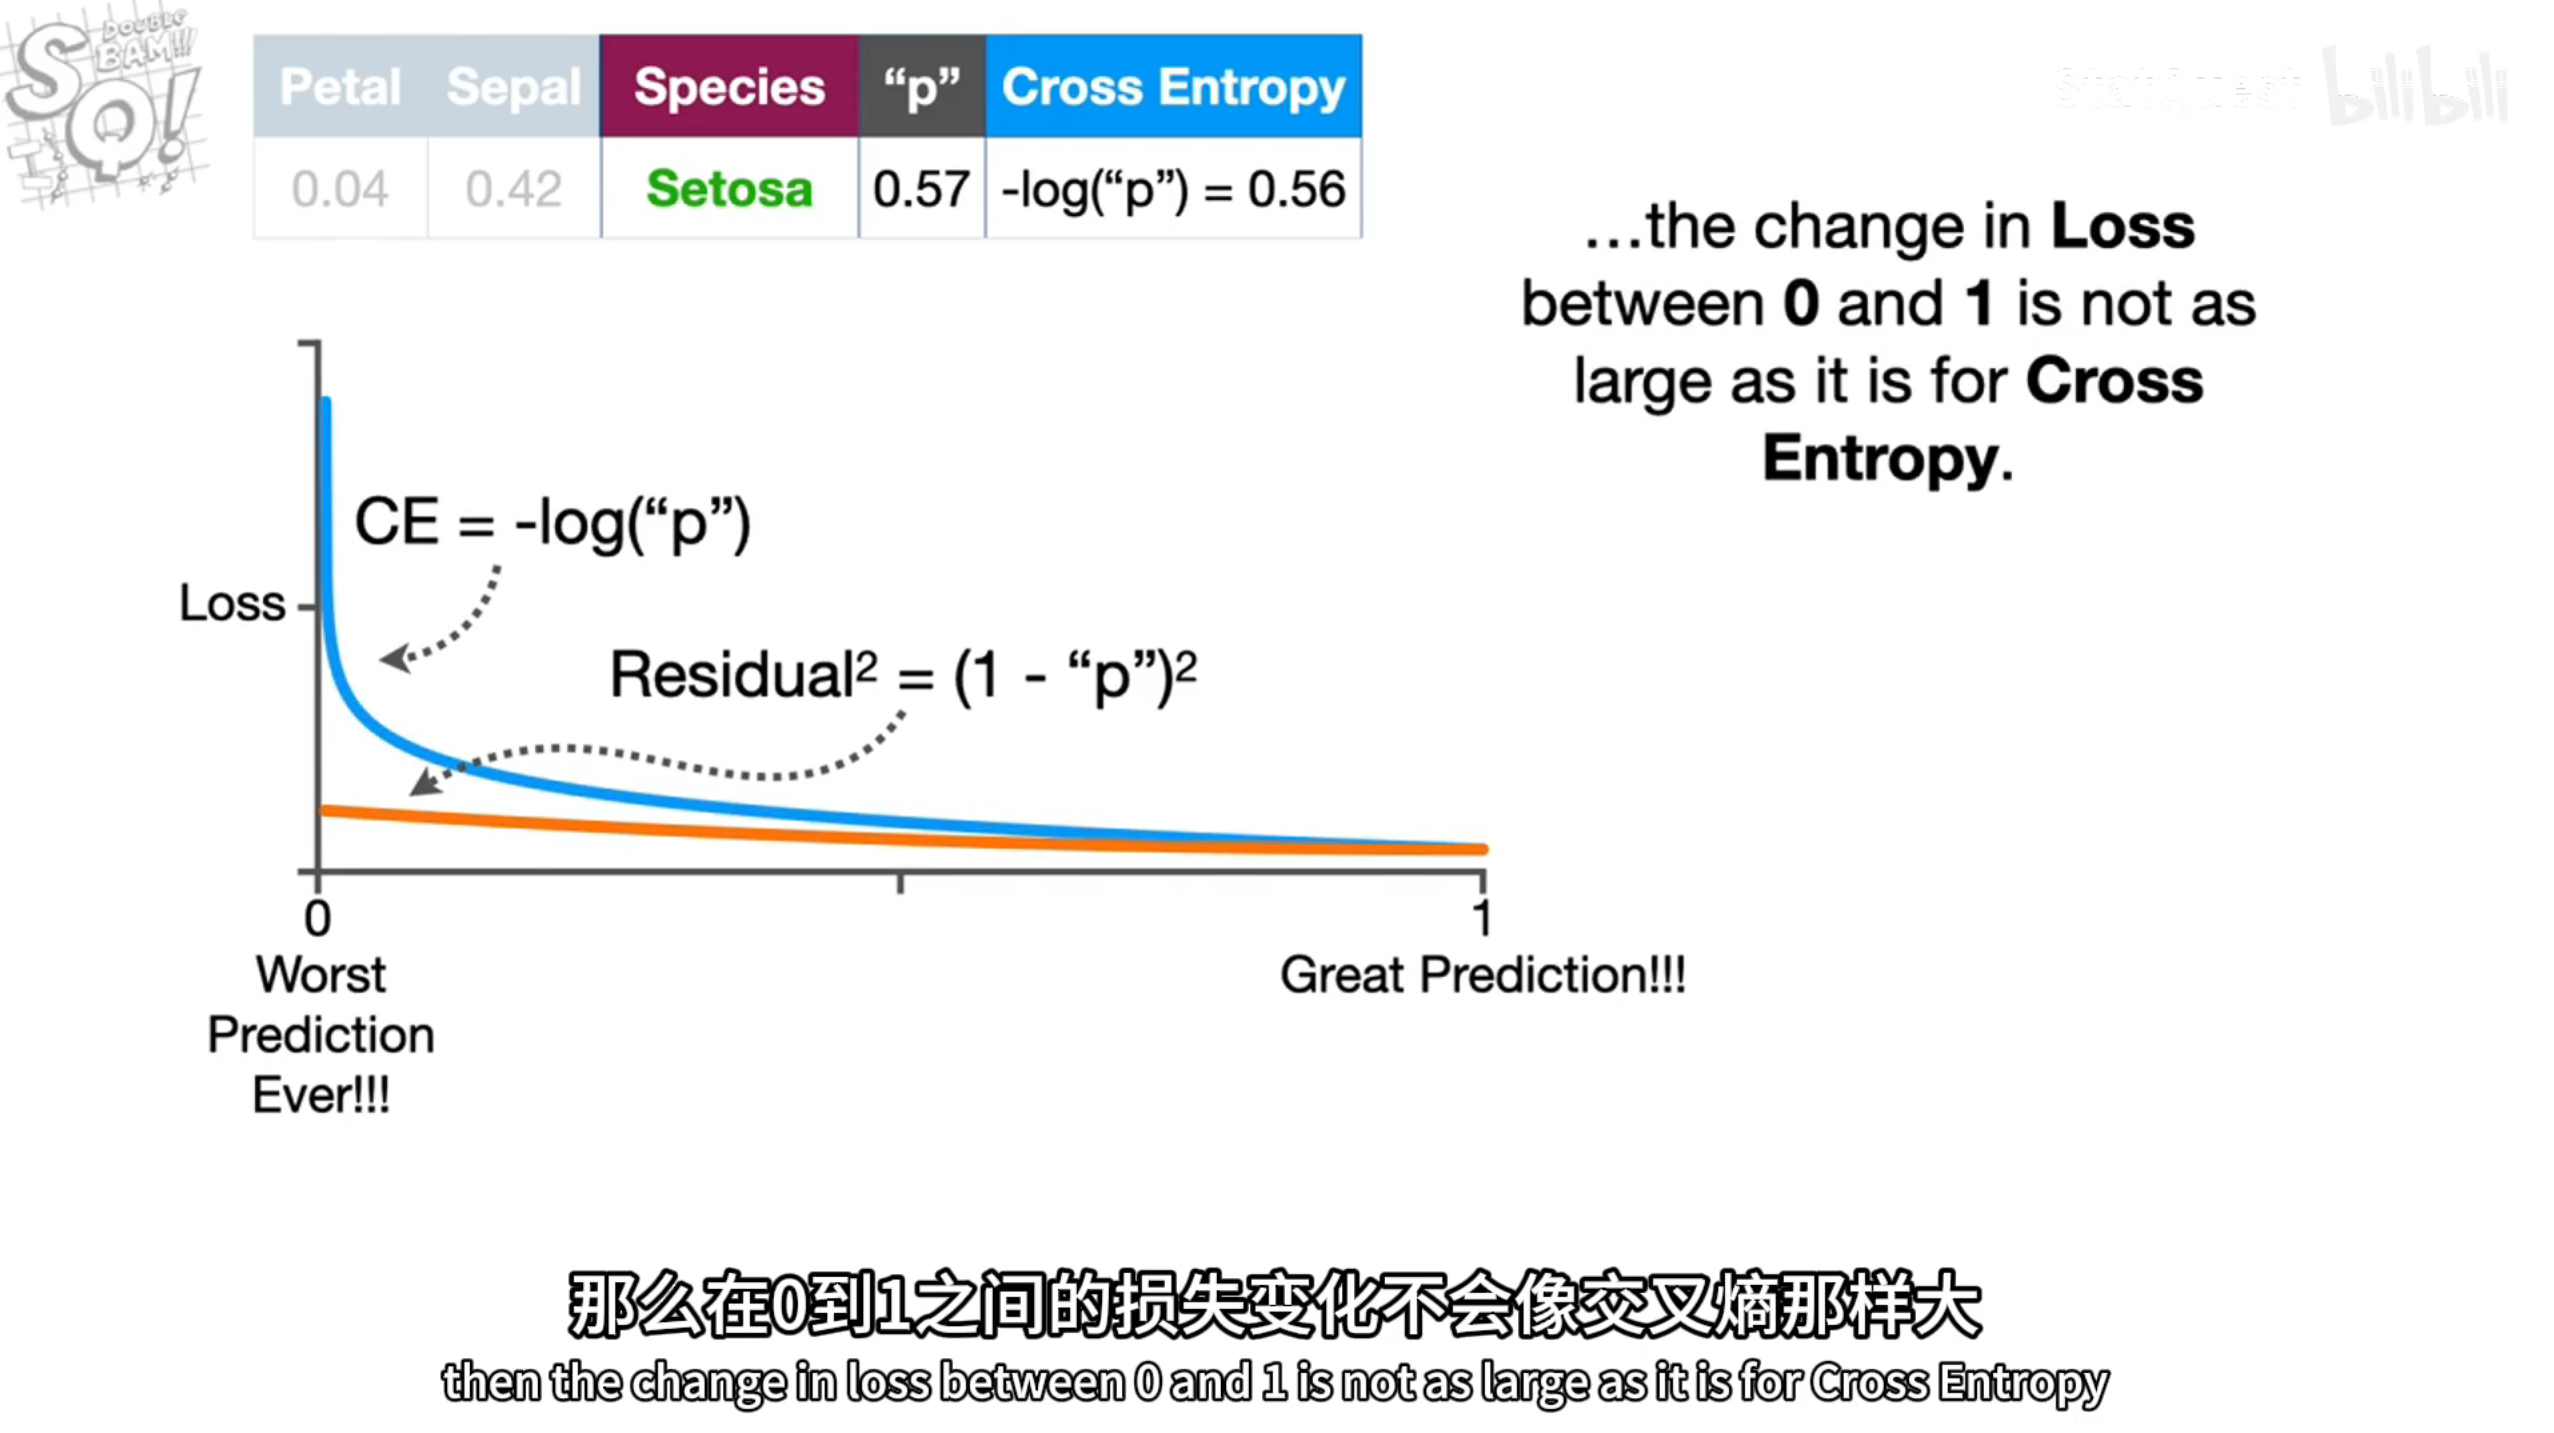 DOUBLE
BAM!!!
SQ!
StatQuest bilibili
Petal Sepal Species “p” Cross Entropy
0.04 0.42 Setosa 0.57 -log(“p”) = 0.56
...the change in Loss
between 0 and 1 is not as
large as it is for Cross
Entropy.
CE = -log(“p”)
Loss
Residual² = (1 - “p”)²
0
1
Worst
Prediction
Ever!!!
Great Prediction!!!
那么在0到1之间的损失变化不会像交叉熵那样大
then the change in loss between 0 and 1 is not as large as it is for Cross Entropy